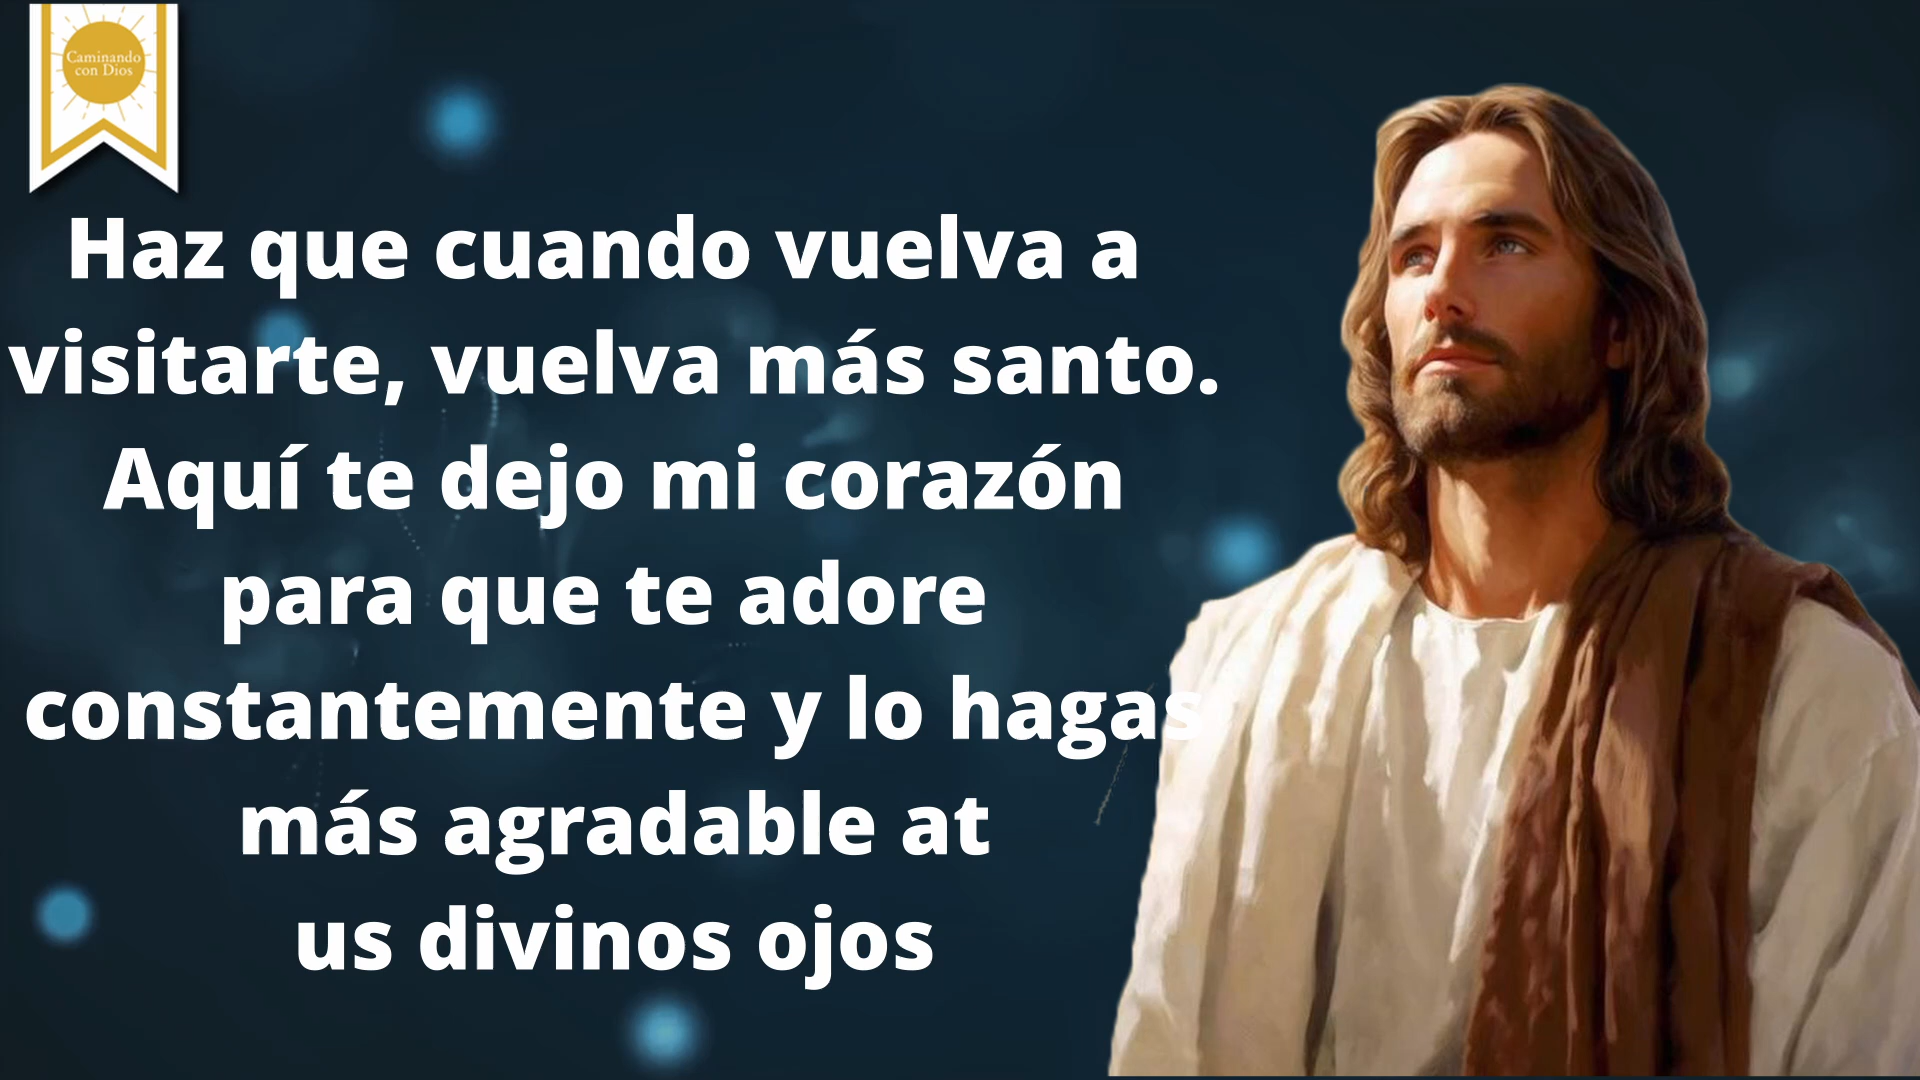 Caminando
con Dios
Haz que cuando vuelva a
visitarte, vuelva más santo.
Aquí te dejo mi corazón
para que te adore
constantemente y lo hagas
más agradable at
us divinos ojos